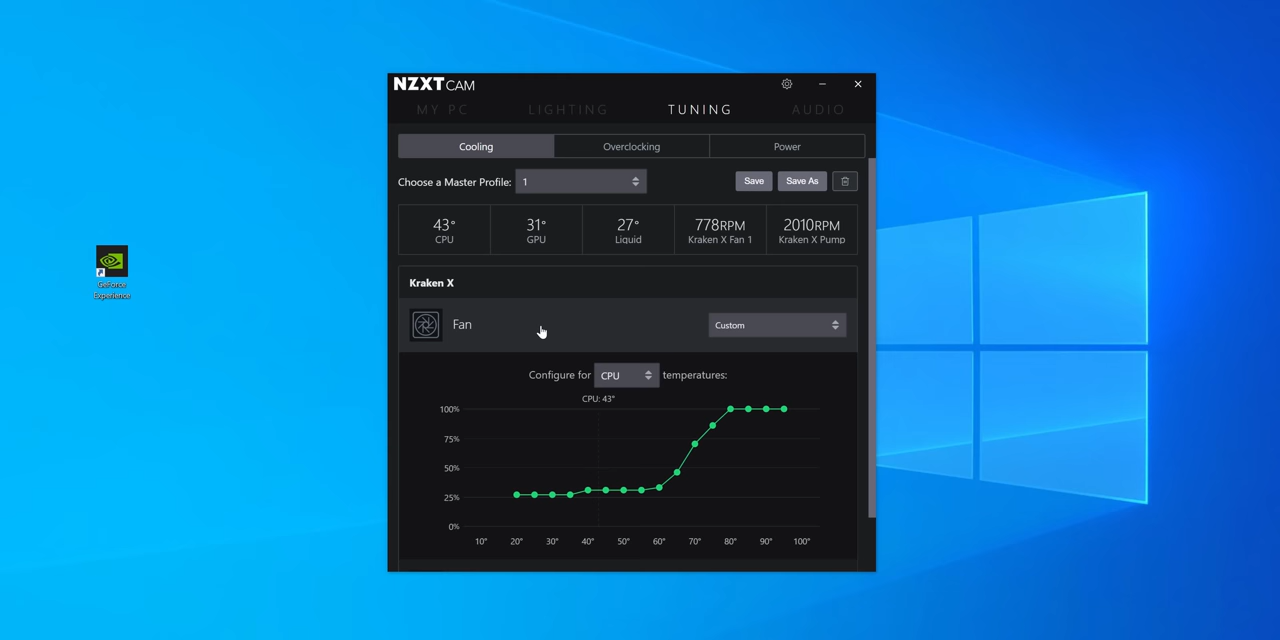 NZXT CAM
MY PC LIGHTING TUNING AUDIO
Cooling Overclocking Power
Choose a Master Profile: 1 Save Save As
43° 31° 27° 778RPM 2010RPM
CPU GPU Liquid Kraken X Fan 1 Kraken X Pump
Kraken X
GeForce
Experience
Fan Custom
Configure for CPU temperatures:
CPU: 43°
100%
75%
50%
25%
0%
10° 20° 30° 40° 50° 60° 70° 80° 90° 100°